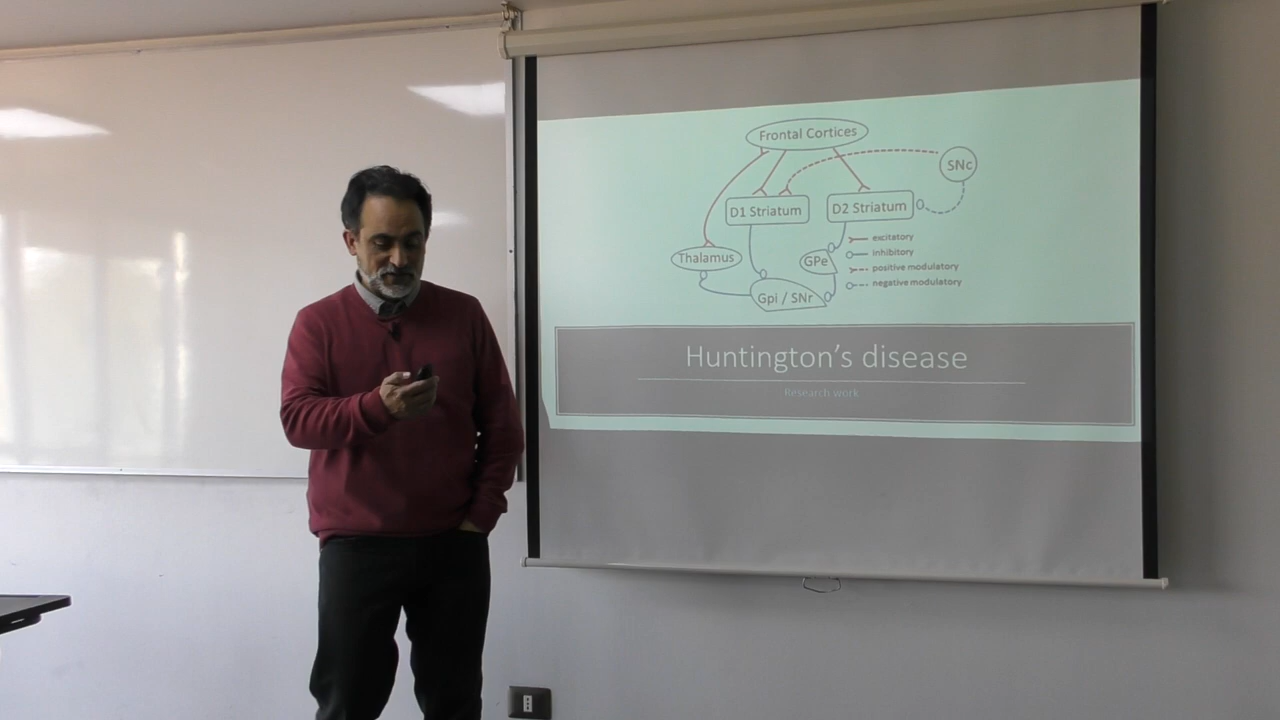 Frontal Cortices
SNc
D1 Striatum
D2 Striatum
excitatory
Thalamus
GPe
inhibitory
positive modulatory
negative modulatory
Gpi / SNr
Huntington's disease
Research work